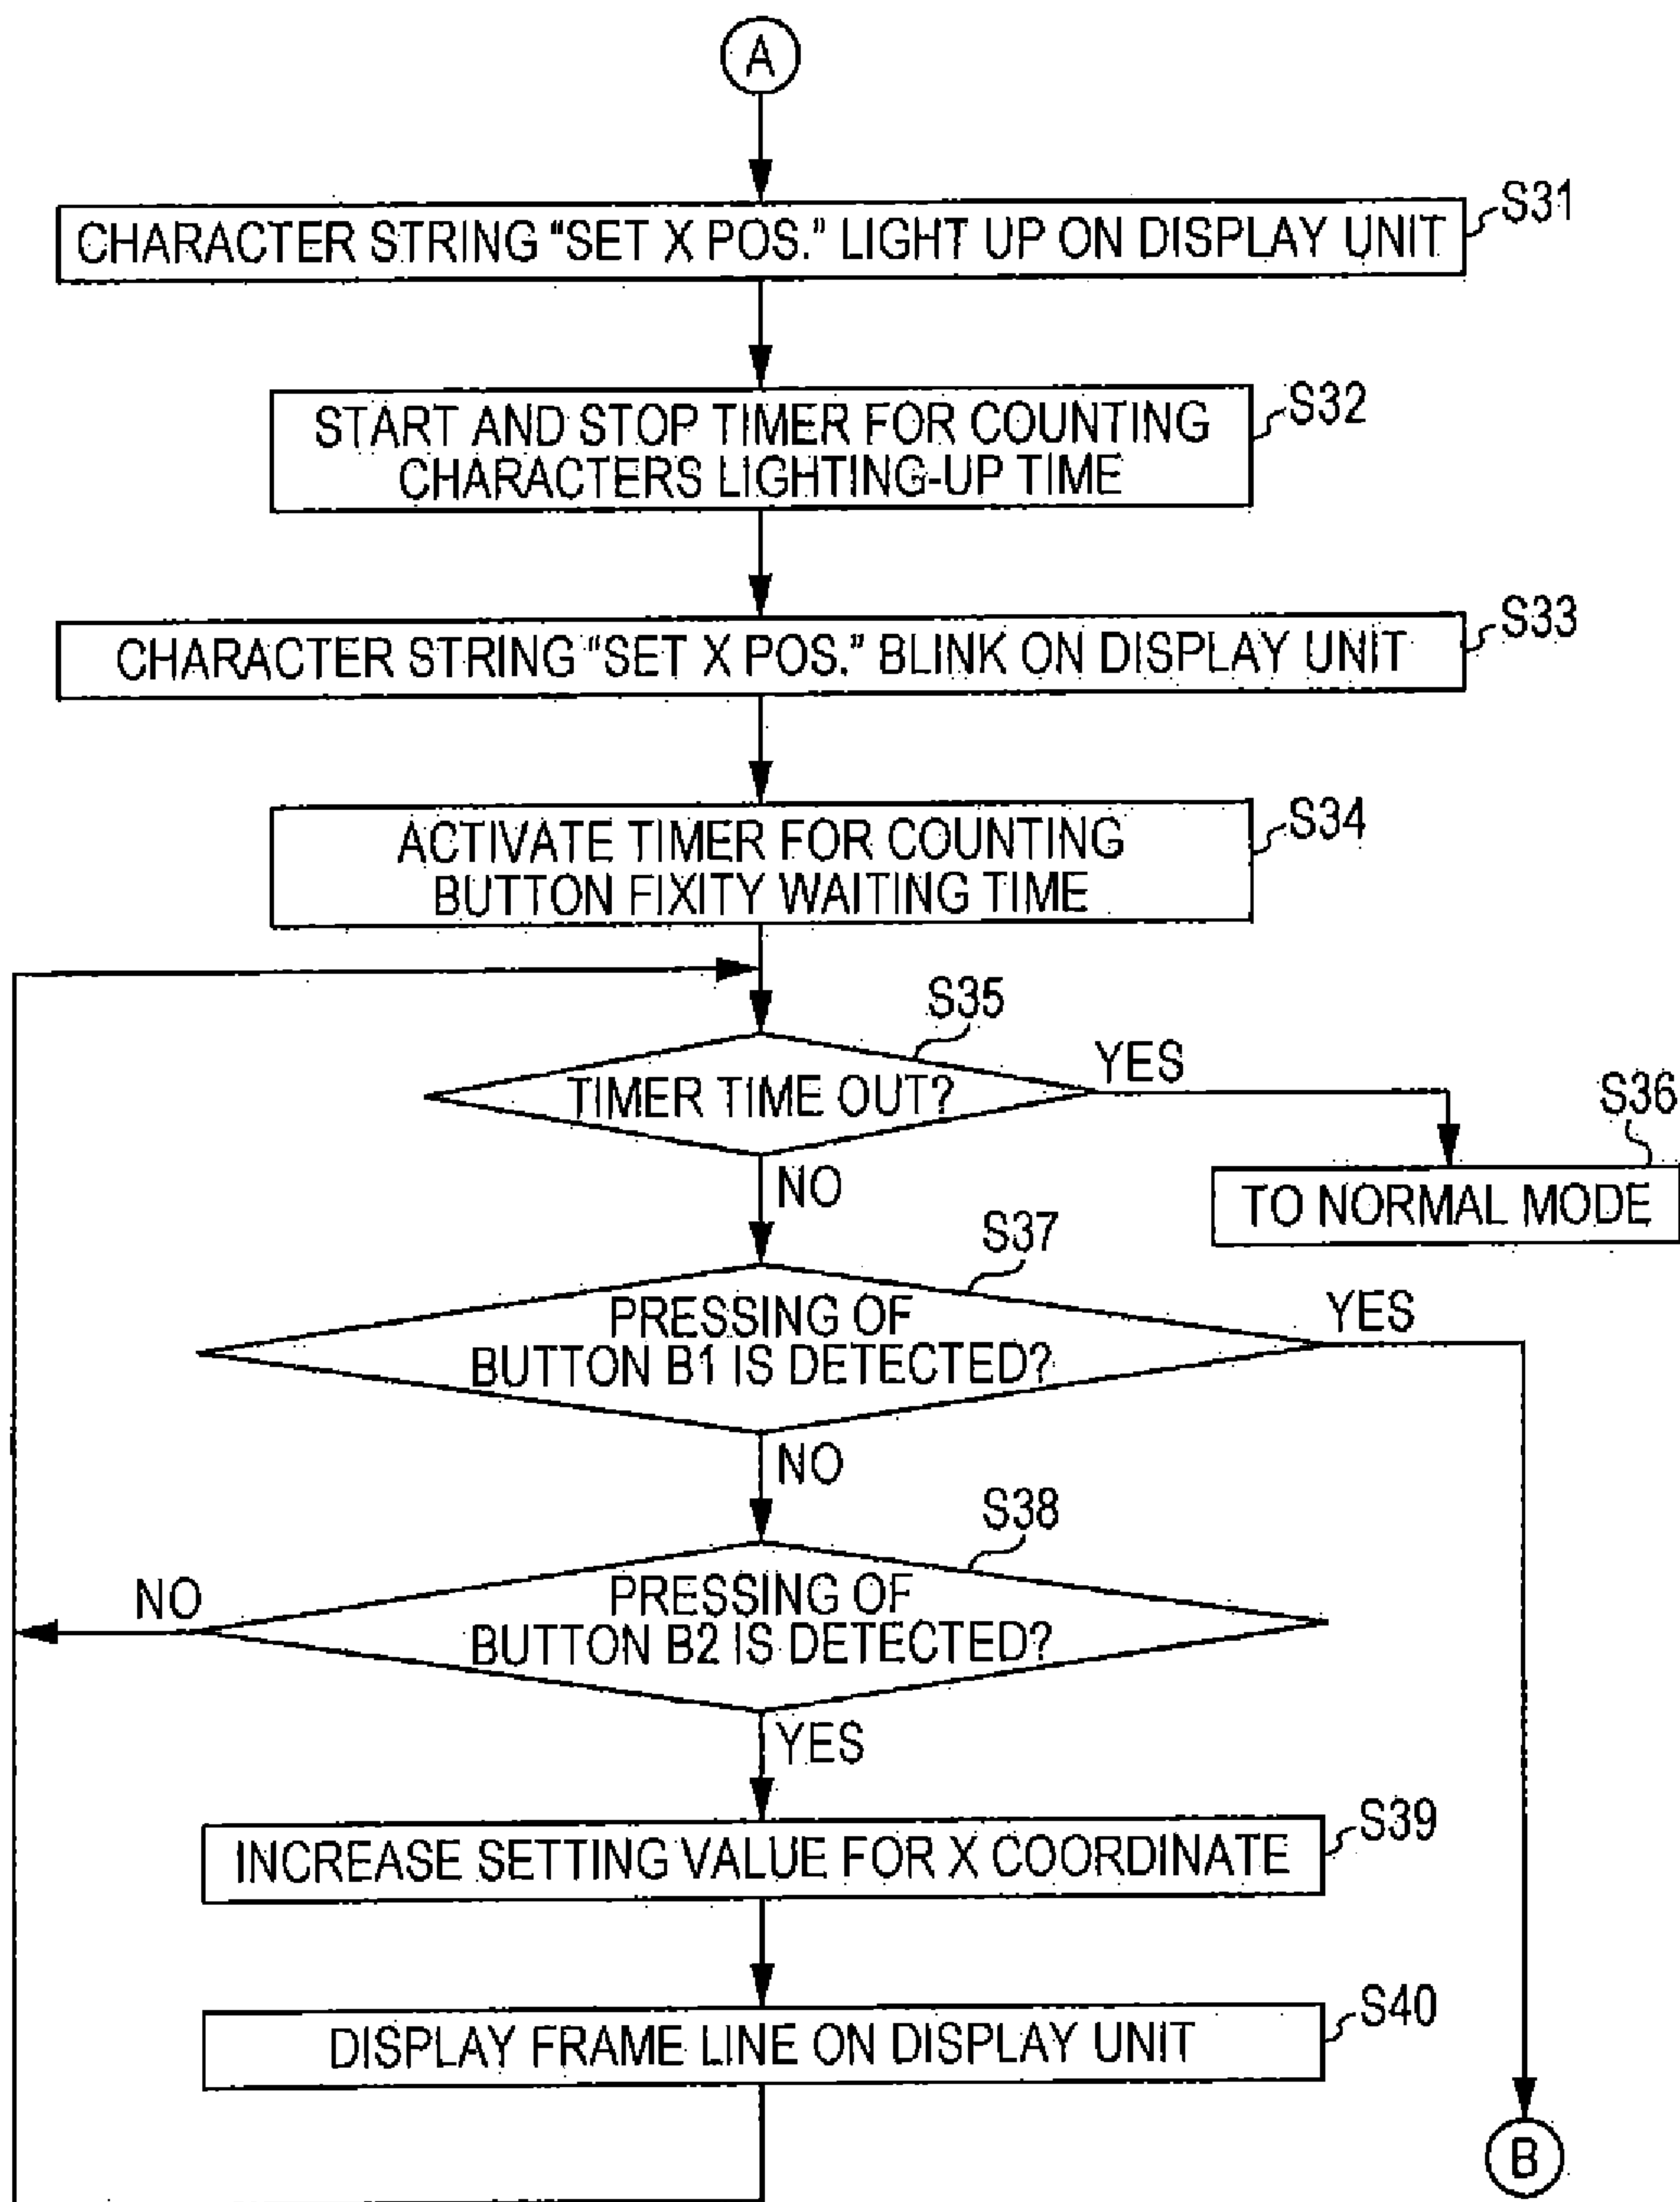 A
CHARACTER STRING “SET X POS.” LIGHT UP ON DISPLAY UNIT
S31
START AND STOP TIMER FOR COUNTING
CHARACTERS LIGHTING-UP TIME
S32
CHARACTER STRING “SET X POS.” BLINK ON DISPLAY UNIT
S33
ACTIVATE TIMER FOR COUNTING
BUTTON FIXITY WAITING TIME
S34
S35
TIMER TIME OUT?
YES
S36
TO NORMAL MODE
NO
S37
PRESSING OF
BUTTON B1 IS DETECTED?
YES
NO
S38
PRESSING OF
BUTTON B2 IS DETECTED?
NO
YES
INCREASE SETTING VALUE FOR X COORDINATE
S39
DISPLAY FRAME LINE ON DISPLAY UNIT
S40
B